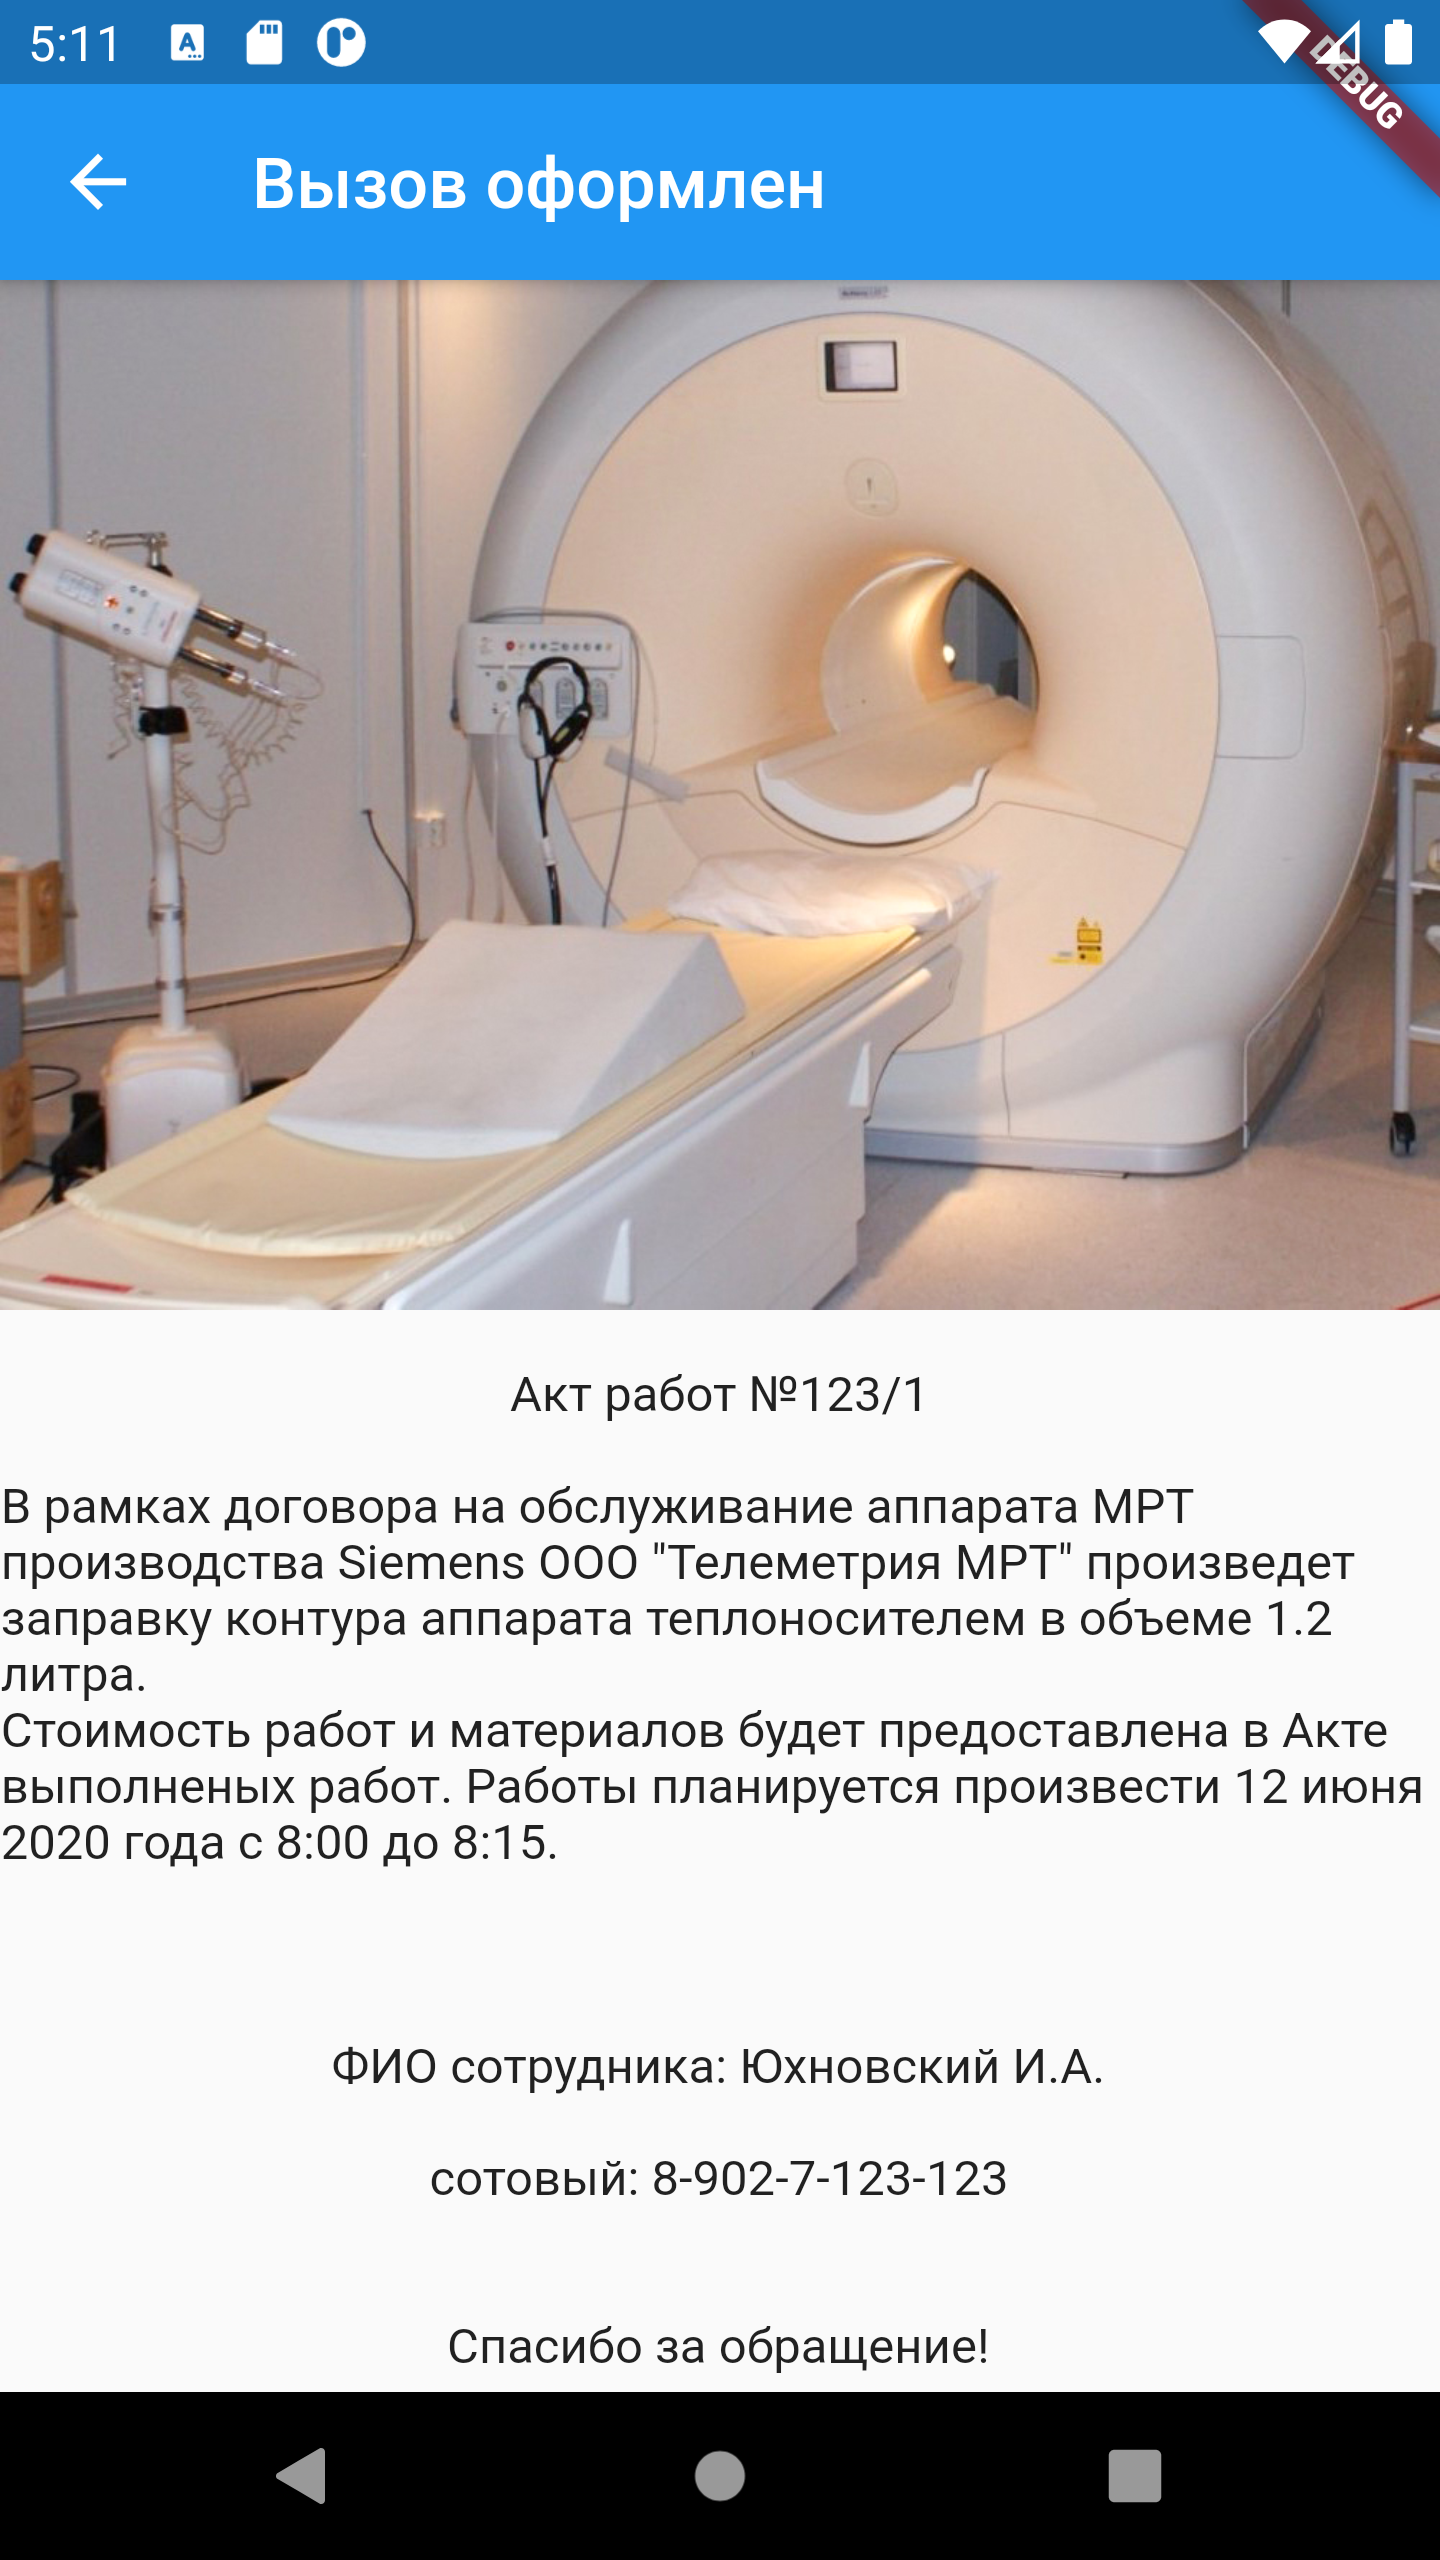 5:11
DEBUG
Вызов оформлен
Акт работ №123/1
В рамках договора на обслуживание аппарата МРТ
производства Siemens ООО "Телеметрия МРТ" произведет
заправку контура аппарата теплоносителем в объеме 1.2
литра.
Стоимость работ и материалов будет предоставлена в Акте
выполненых работ. Работы планируется произвести 12 июня
2020 года с 8:00 до 8:15.
ФИО сотрудника: Юхновский И.А.
сотовый: 8-902-7-123-123
Спасибо за обращение!